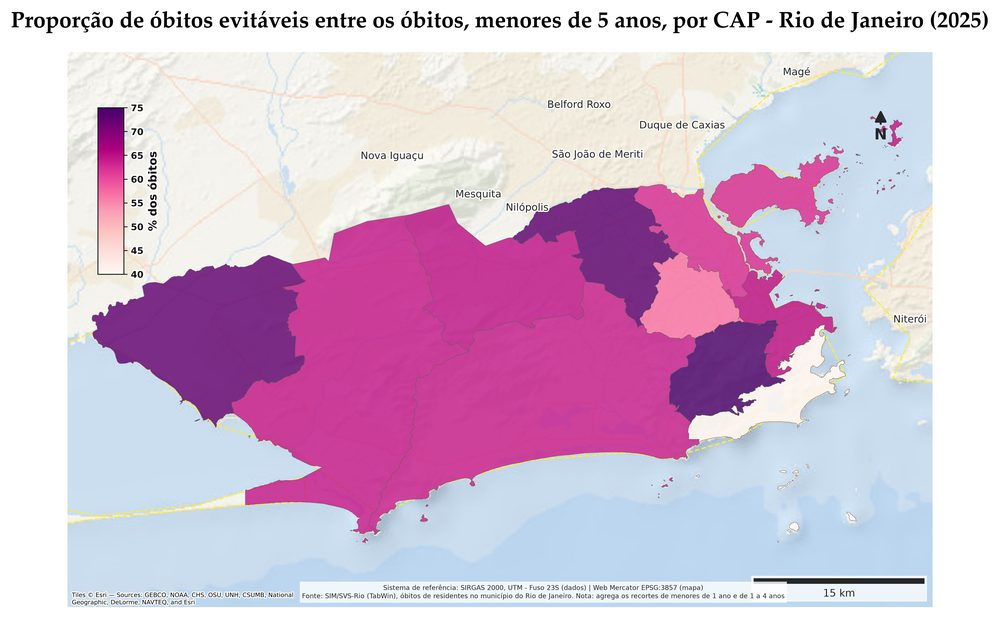 Proporção de óbitos evitáveis entre os óbitos, menores de 5 anos, por CAP - Rio de Janeiro (2025)
Magé
Belford Roxo
Duque de Caxias
N
São João de Meriti
Nova Iguaçu
Mesquita
Nilópolis
Niterói
75
70
65
60
55
50
45
40
% dos óbitos
15 km
Sistema de referência: SIRGAS 2000, UTM - Fuso 23S (dados) | Web Mercator EPSG:3857 (mapa)
Fonte: SIM/SVS-Rio (TabWin), óbitos de residentes no município do Rio de Janeiro. Nota: agrega os recortes de menores de 1 ano e de 1 a 4 anos
Tiles © Esri — Sources: GEBCO, NOAA, CHS, OSU, UNH, CSUMB, National
Geographic, DeLorme, NAVTEQ, and Esri